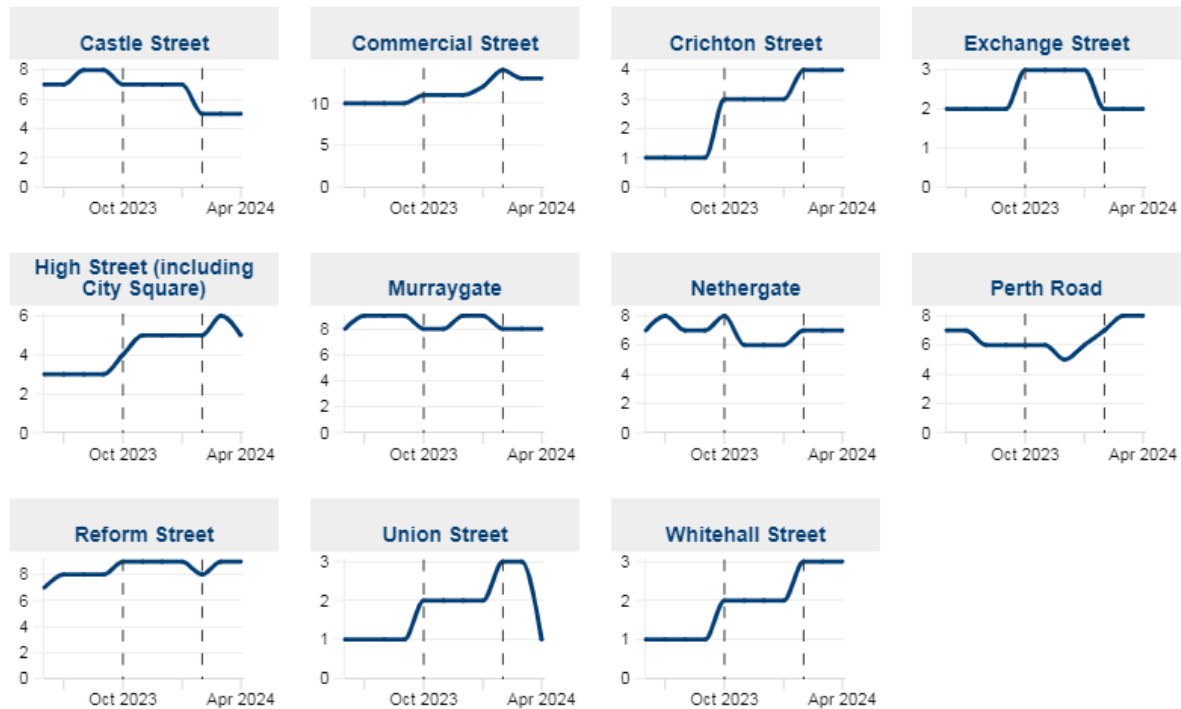 Castle Street
8
6
4
2
0
Oct 2023
Apr 2024
Commercial Street
10
5
0
Oct 2023
Apr 2024
Crichton Street
4
3
2
1
0
Oct 2023
Apr 2024
Exchange Street
3
2
1
0
Oct 2023
Apr 2024
High Street (including
City Square)
6
4
2
0
Oct 2023
Apr 2024
Murraygate
8
6
4
2
0
Oct 2023
Apr 2024
Nethergate
8
6
4
2
0
Oct 2023
Apr 2024
Perth Road
8
6
4
2
0
Oct 2023
Apr 2024
Reform Street
8
6
4
2
0
Oct 2023
Apr 2024
Union Street
3
2
1
0
Oct 2023
Apr 2024
Whitehall Street
3
2
1
0
Oct 2023
Apr 2024